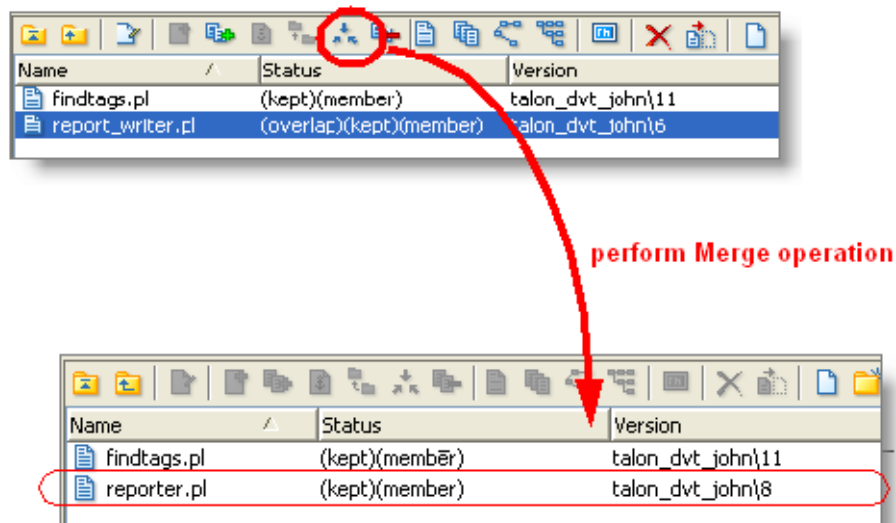 Name Status Version
findtags.pl (kept)(member) talon_dvt_john\11
report_writer.pl (overlap)(kept)(member) talon_dvt_john\6
perform Merge operation
Name Status Version
findtags.pl (kept)(member) talon_dvt_john\11
reporter.pl (kept)(member) talon_dvt_john\8